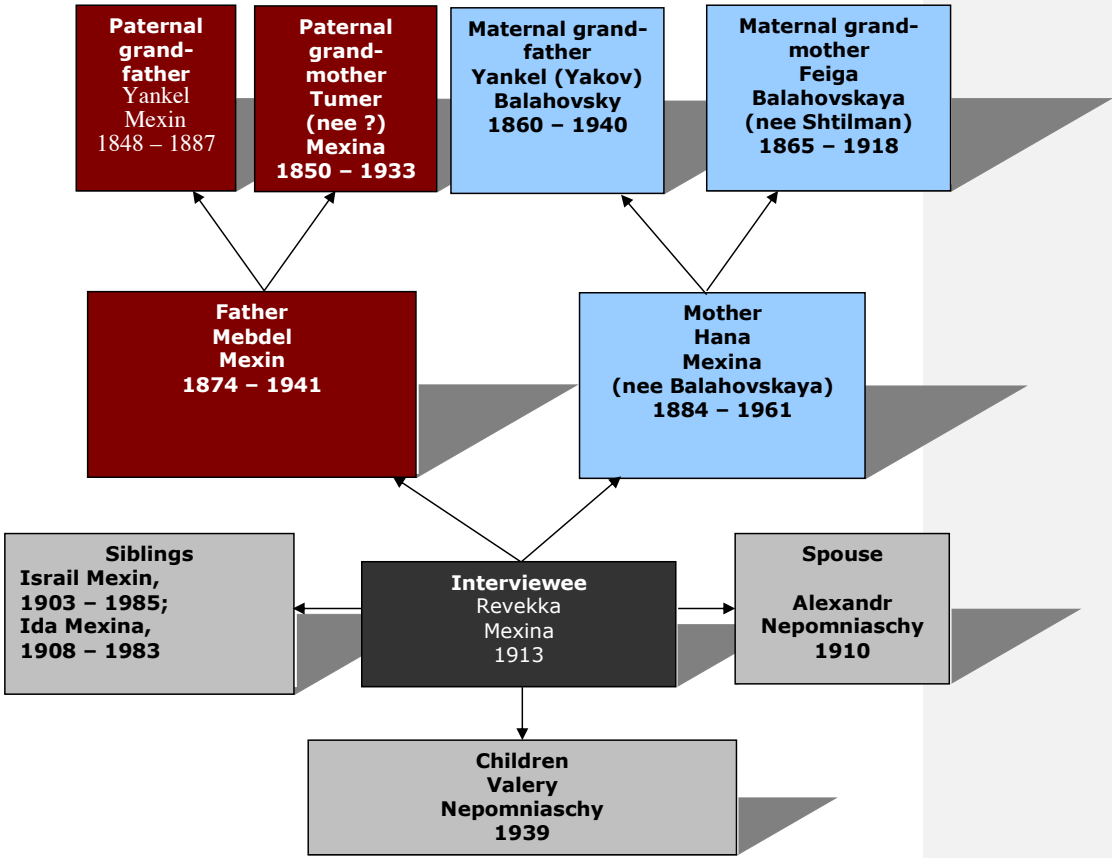 Paternal
grand-
father
Yankel
Mexin
1848 – 1887
Paternal
grand-
mother
Tumer
(nee ?)
Mexina
1850 – 1933
Maternal grand-
father
Yankel (Yakov)
Balahovsky
1860 – 1940
Maternal grand-
mother
Feiga
Balahovskaya
(nee Shtilman)
1865 – 1918
Father
Mebdel
Mexin
1874 – 1941
Mother
Hana
Mexina
(nee Balahovskaya)
1884 – 1961
Siblings
Israil Mexin,
1903 – 1985;
Ida Mexina,
1908 – 1983
Interviewee
Revekka
Mexina
1913
Spouse
Alexandr
Nepomniaschy
1910
Children
Valery
Nepomniaschy
1939